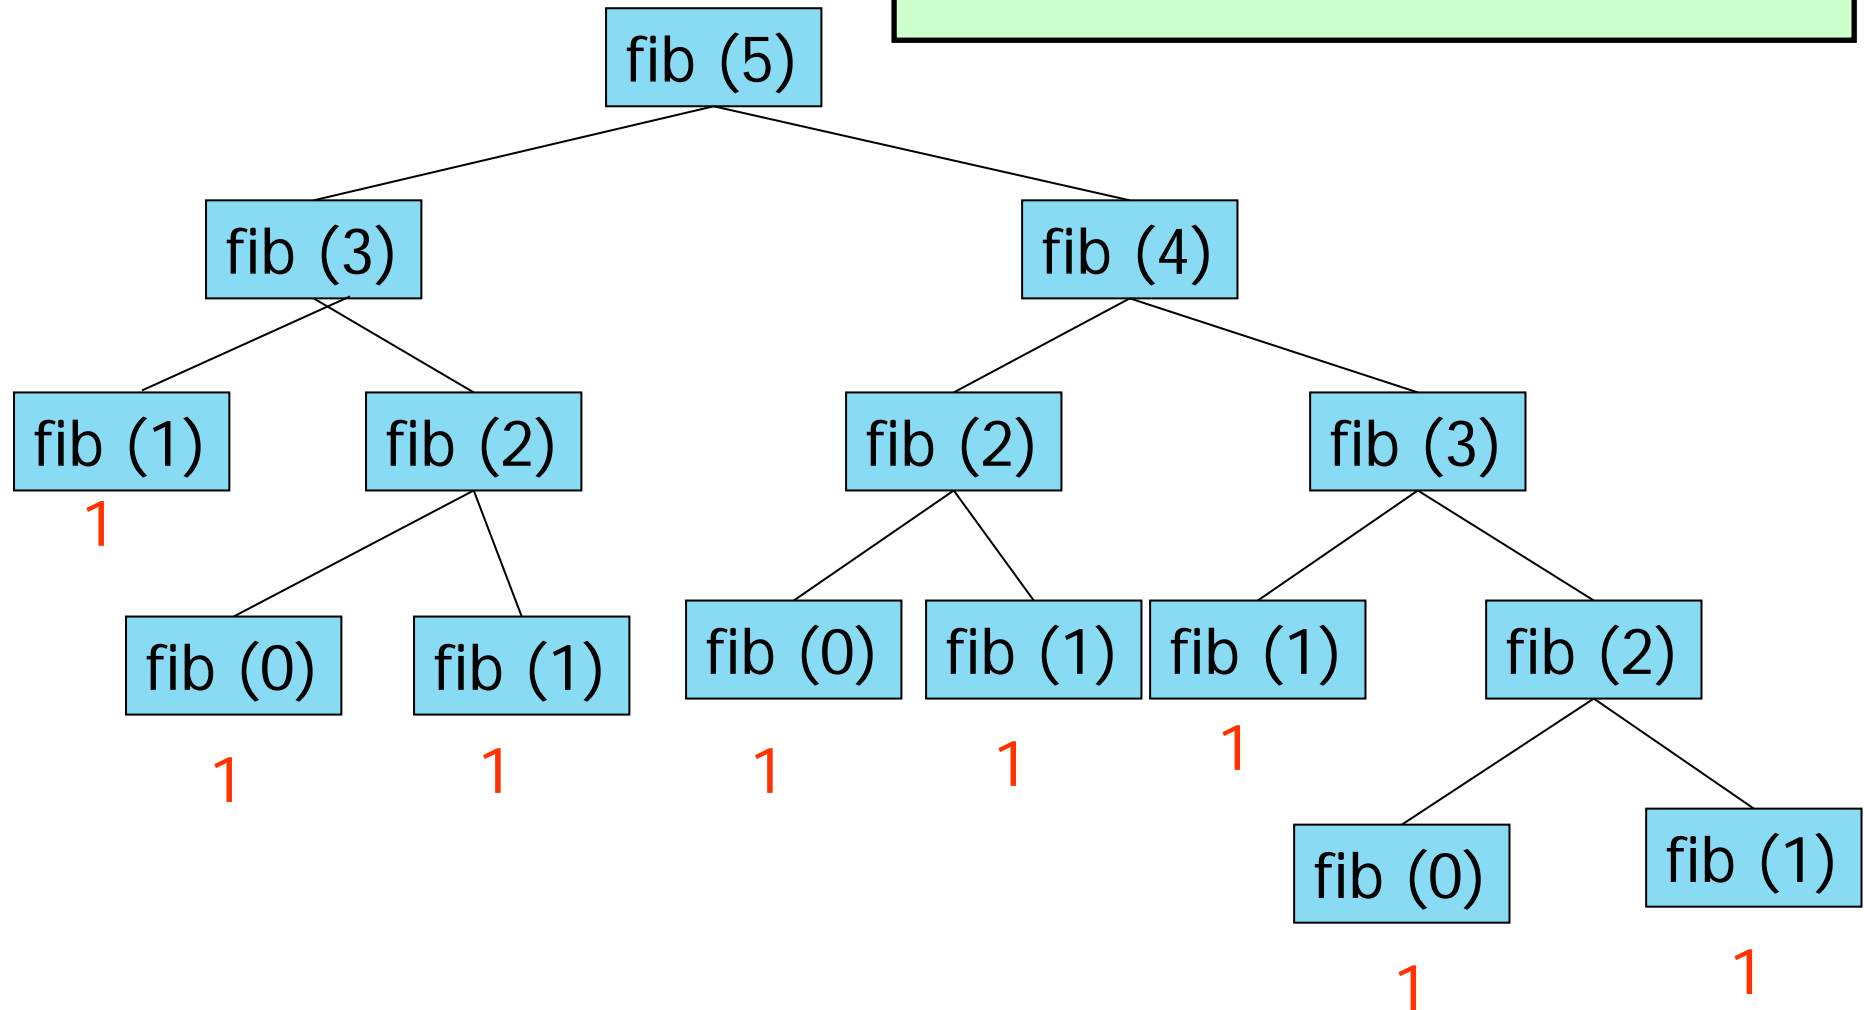 fib (5)
fib (3)
fib (4)
fib (1)
fib (2)
fib (2)
fib (3)
1
fib (0)
fib (1)
fib (0)
fib (1)
fib (1)
fib (2)
1
1
1
1
1
fib (0)
fib (1)
1
1